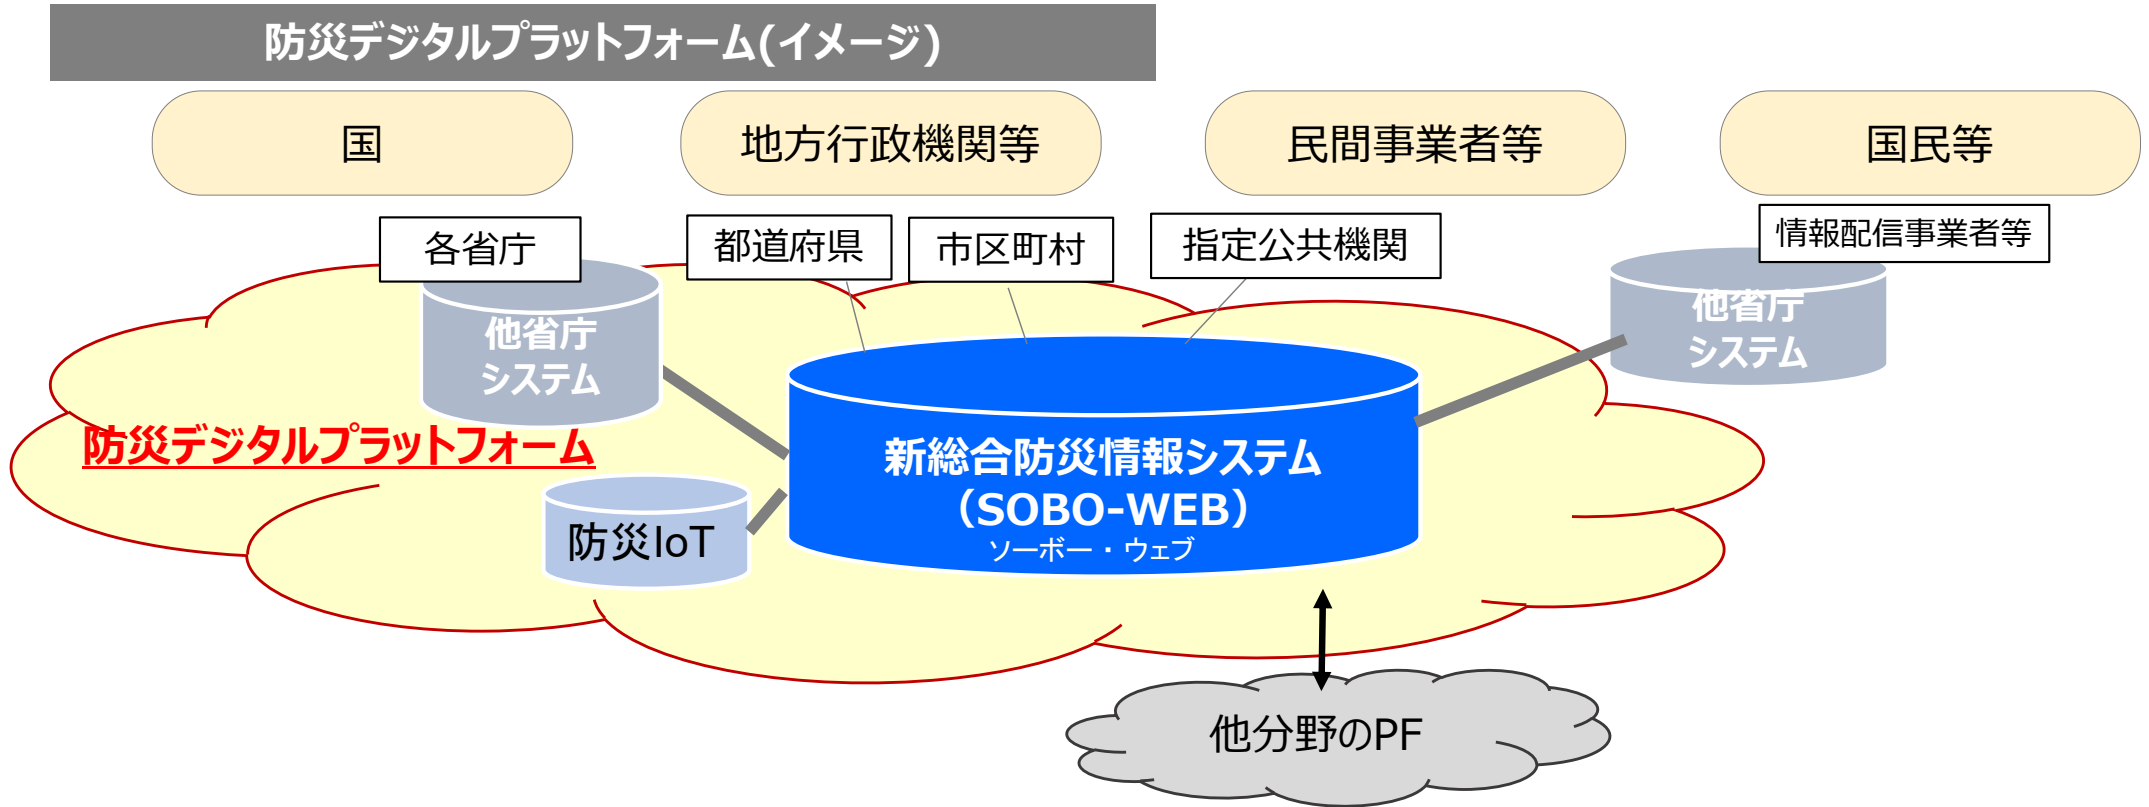 防災デジタルプラットフォーム(イメージ)
国
地方行政機関等
民間事業者等
国民等
各省庁
都道府県
市区町村
指定公共機関
情報配信事業者等
他省庁
システム
他省庁
システム
防災デジタルプラットフォーム
新総合防災情報システム
（SOBO-WEB）
ソーボー・ウェブ
防災IoT
他分野のPF